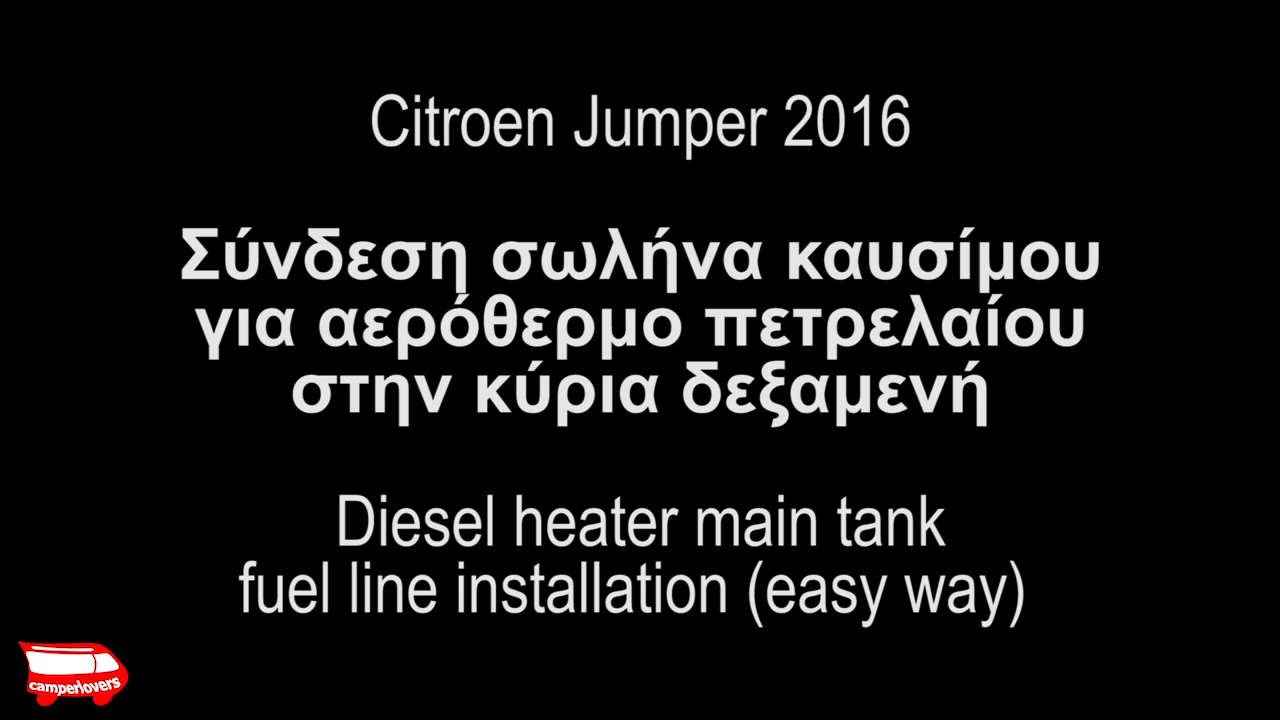 Citroen Jumper 2016
Σύνδεση σωλήνα καυσίμου
για αερόθερμο πετρελαίου
στην κύρια δεξαμενή
Diesel heater main tank
fuel line installation (easy way)
camperlovers